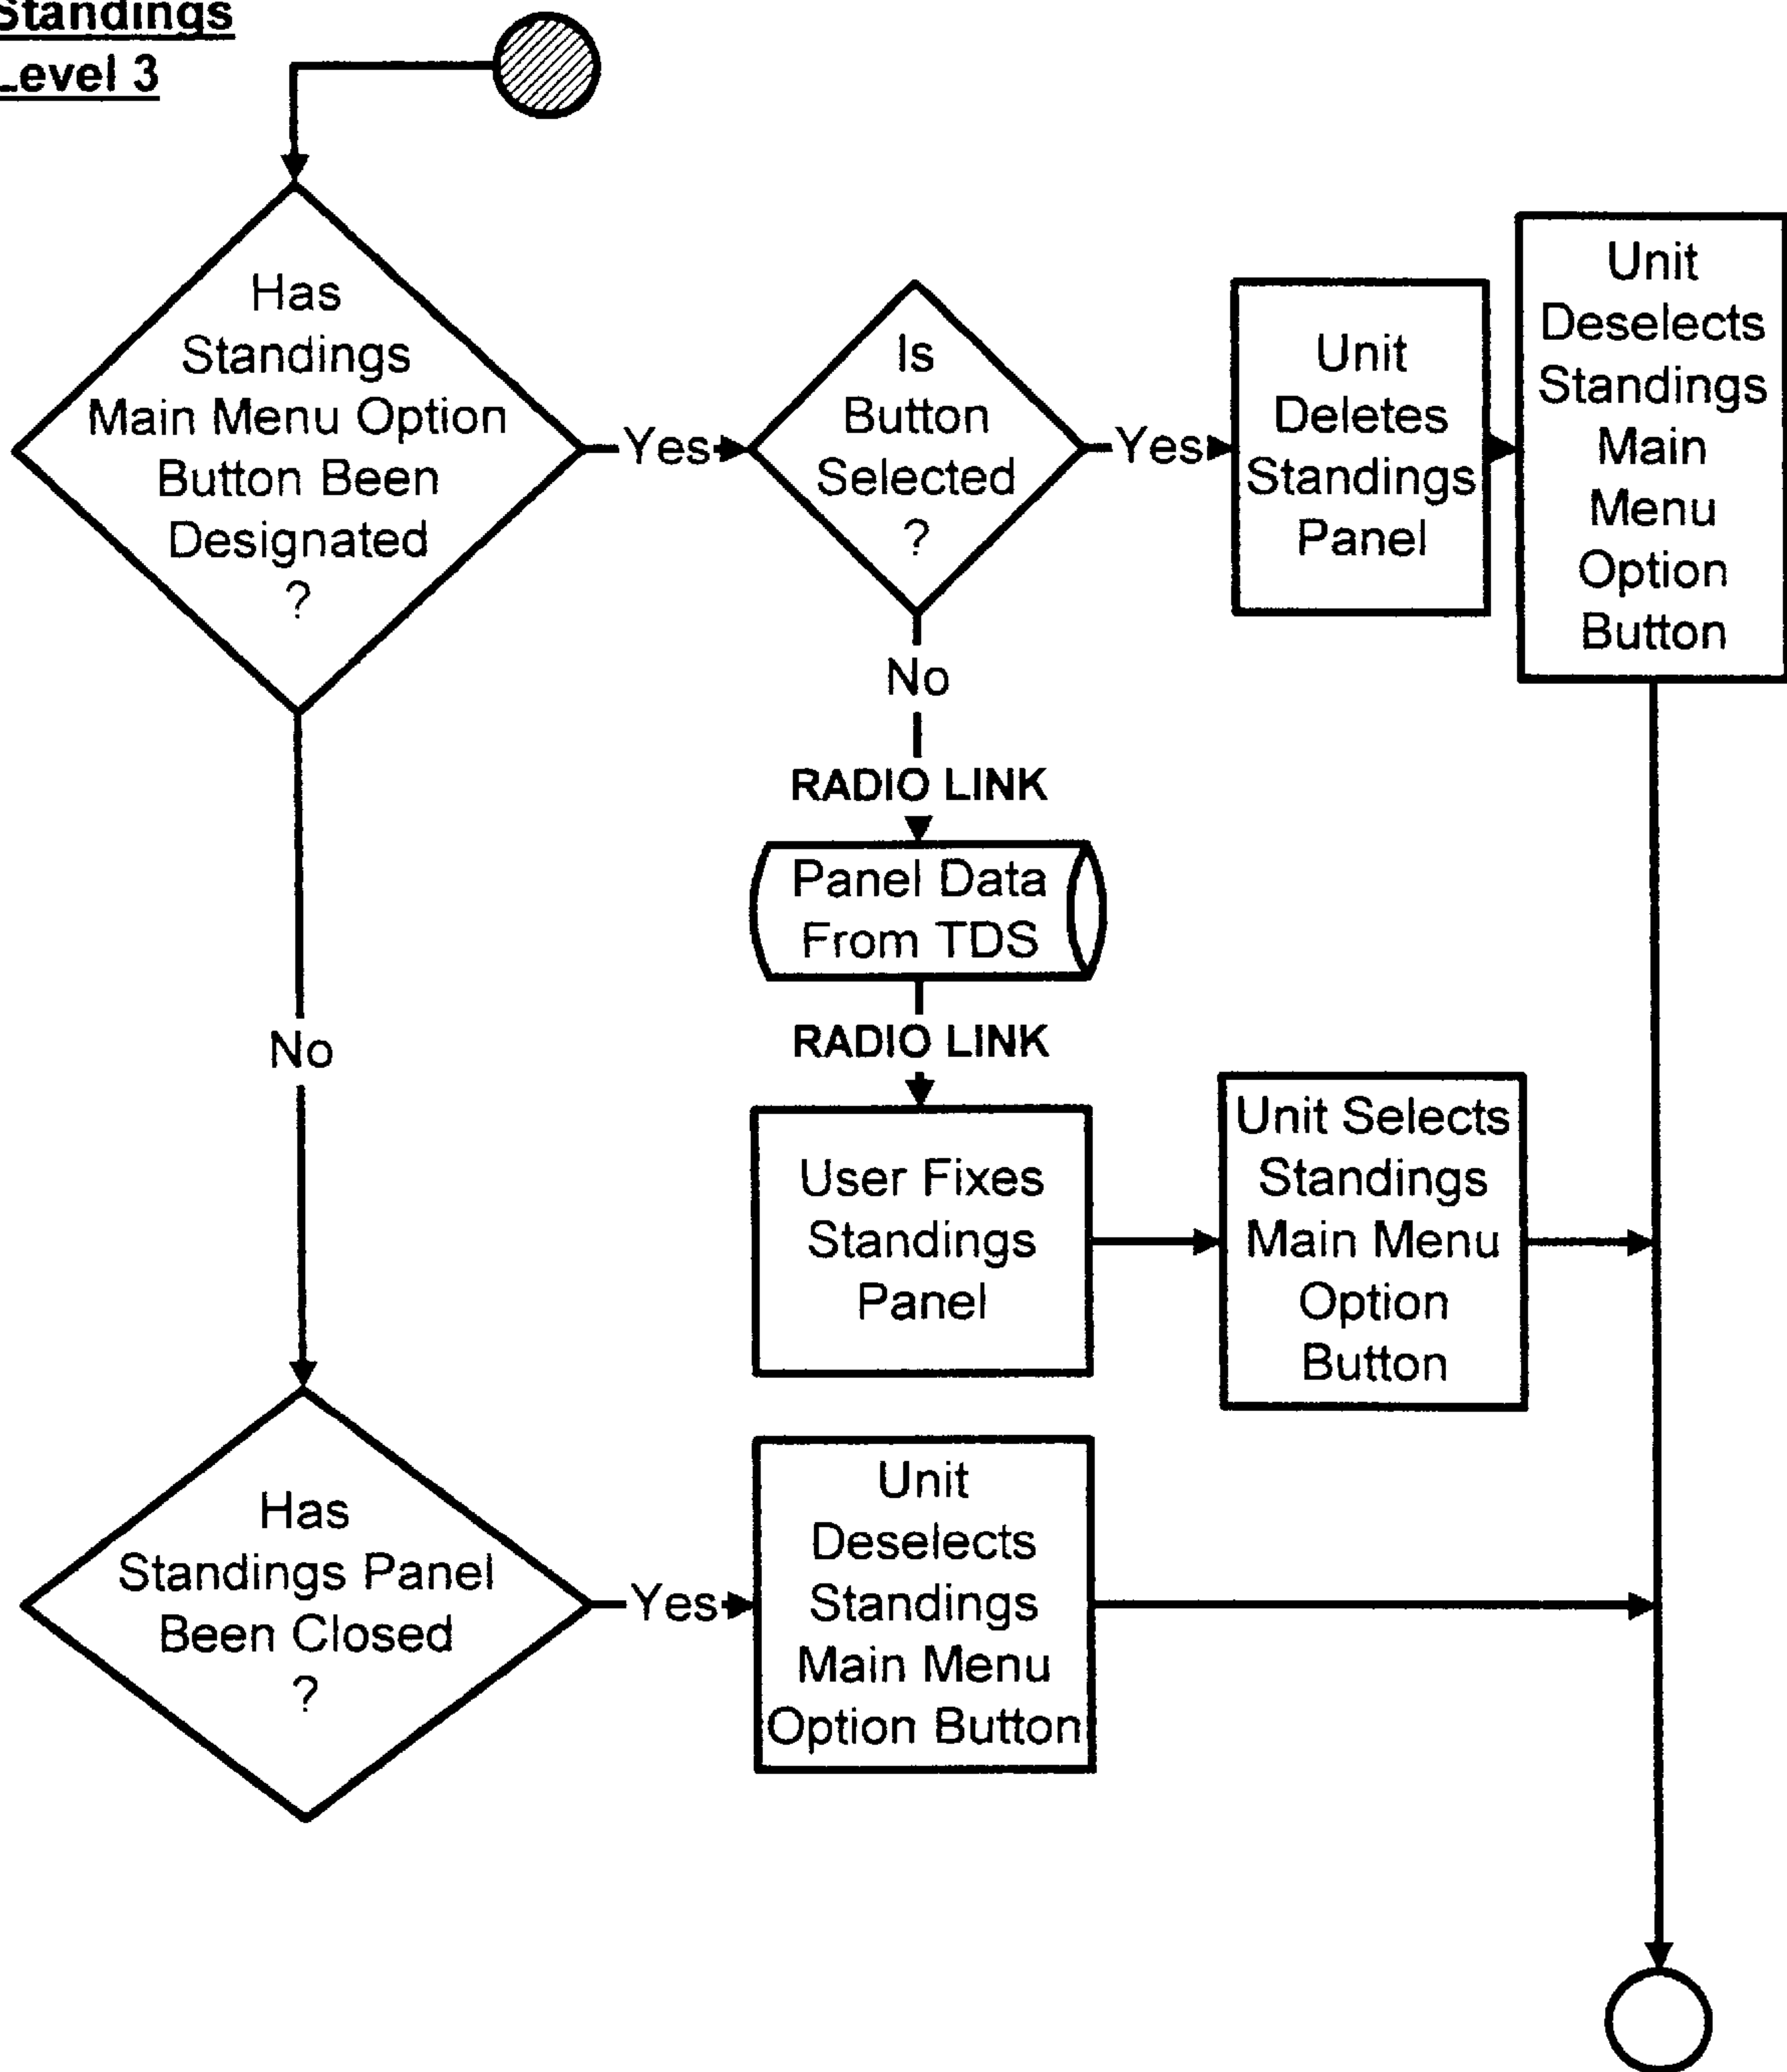 Standings
Level 3
Has
Standings
Main Menu Option
Button Been
Designated
?
Yes
Is
Button
Selected
?
Yes
Unit
Deletes
Standings
Panel
Unit
Deselects
Standings
Main
Menu
Option
Button
No
RADIO LINK
Panel Data
From TDS
RADIO LINK
User Fixes
Standings
Panel
Unit Selects
Standings
Main Menu
Option
Button
No
Has
Standings Panel
Been Closed
?
Yes
Unit
Deselects
Standings
Main Menu
Option Button